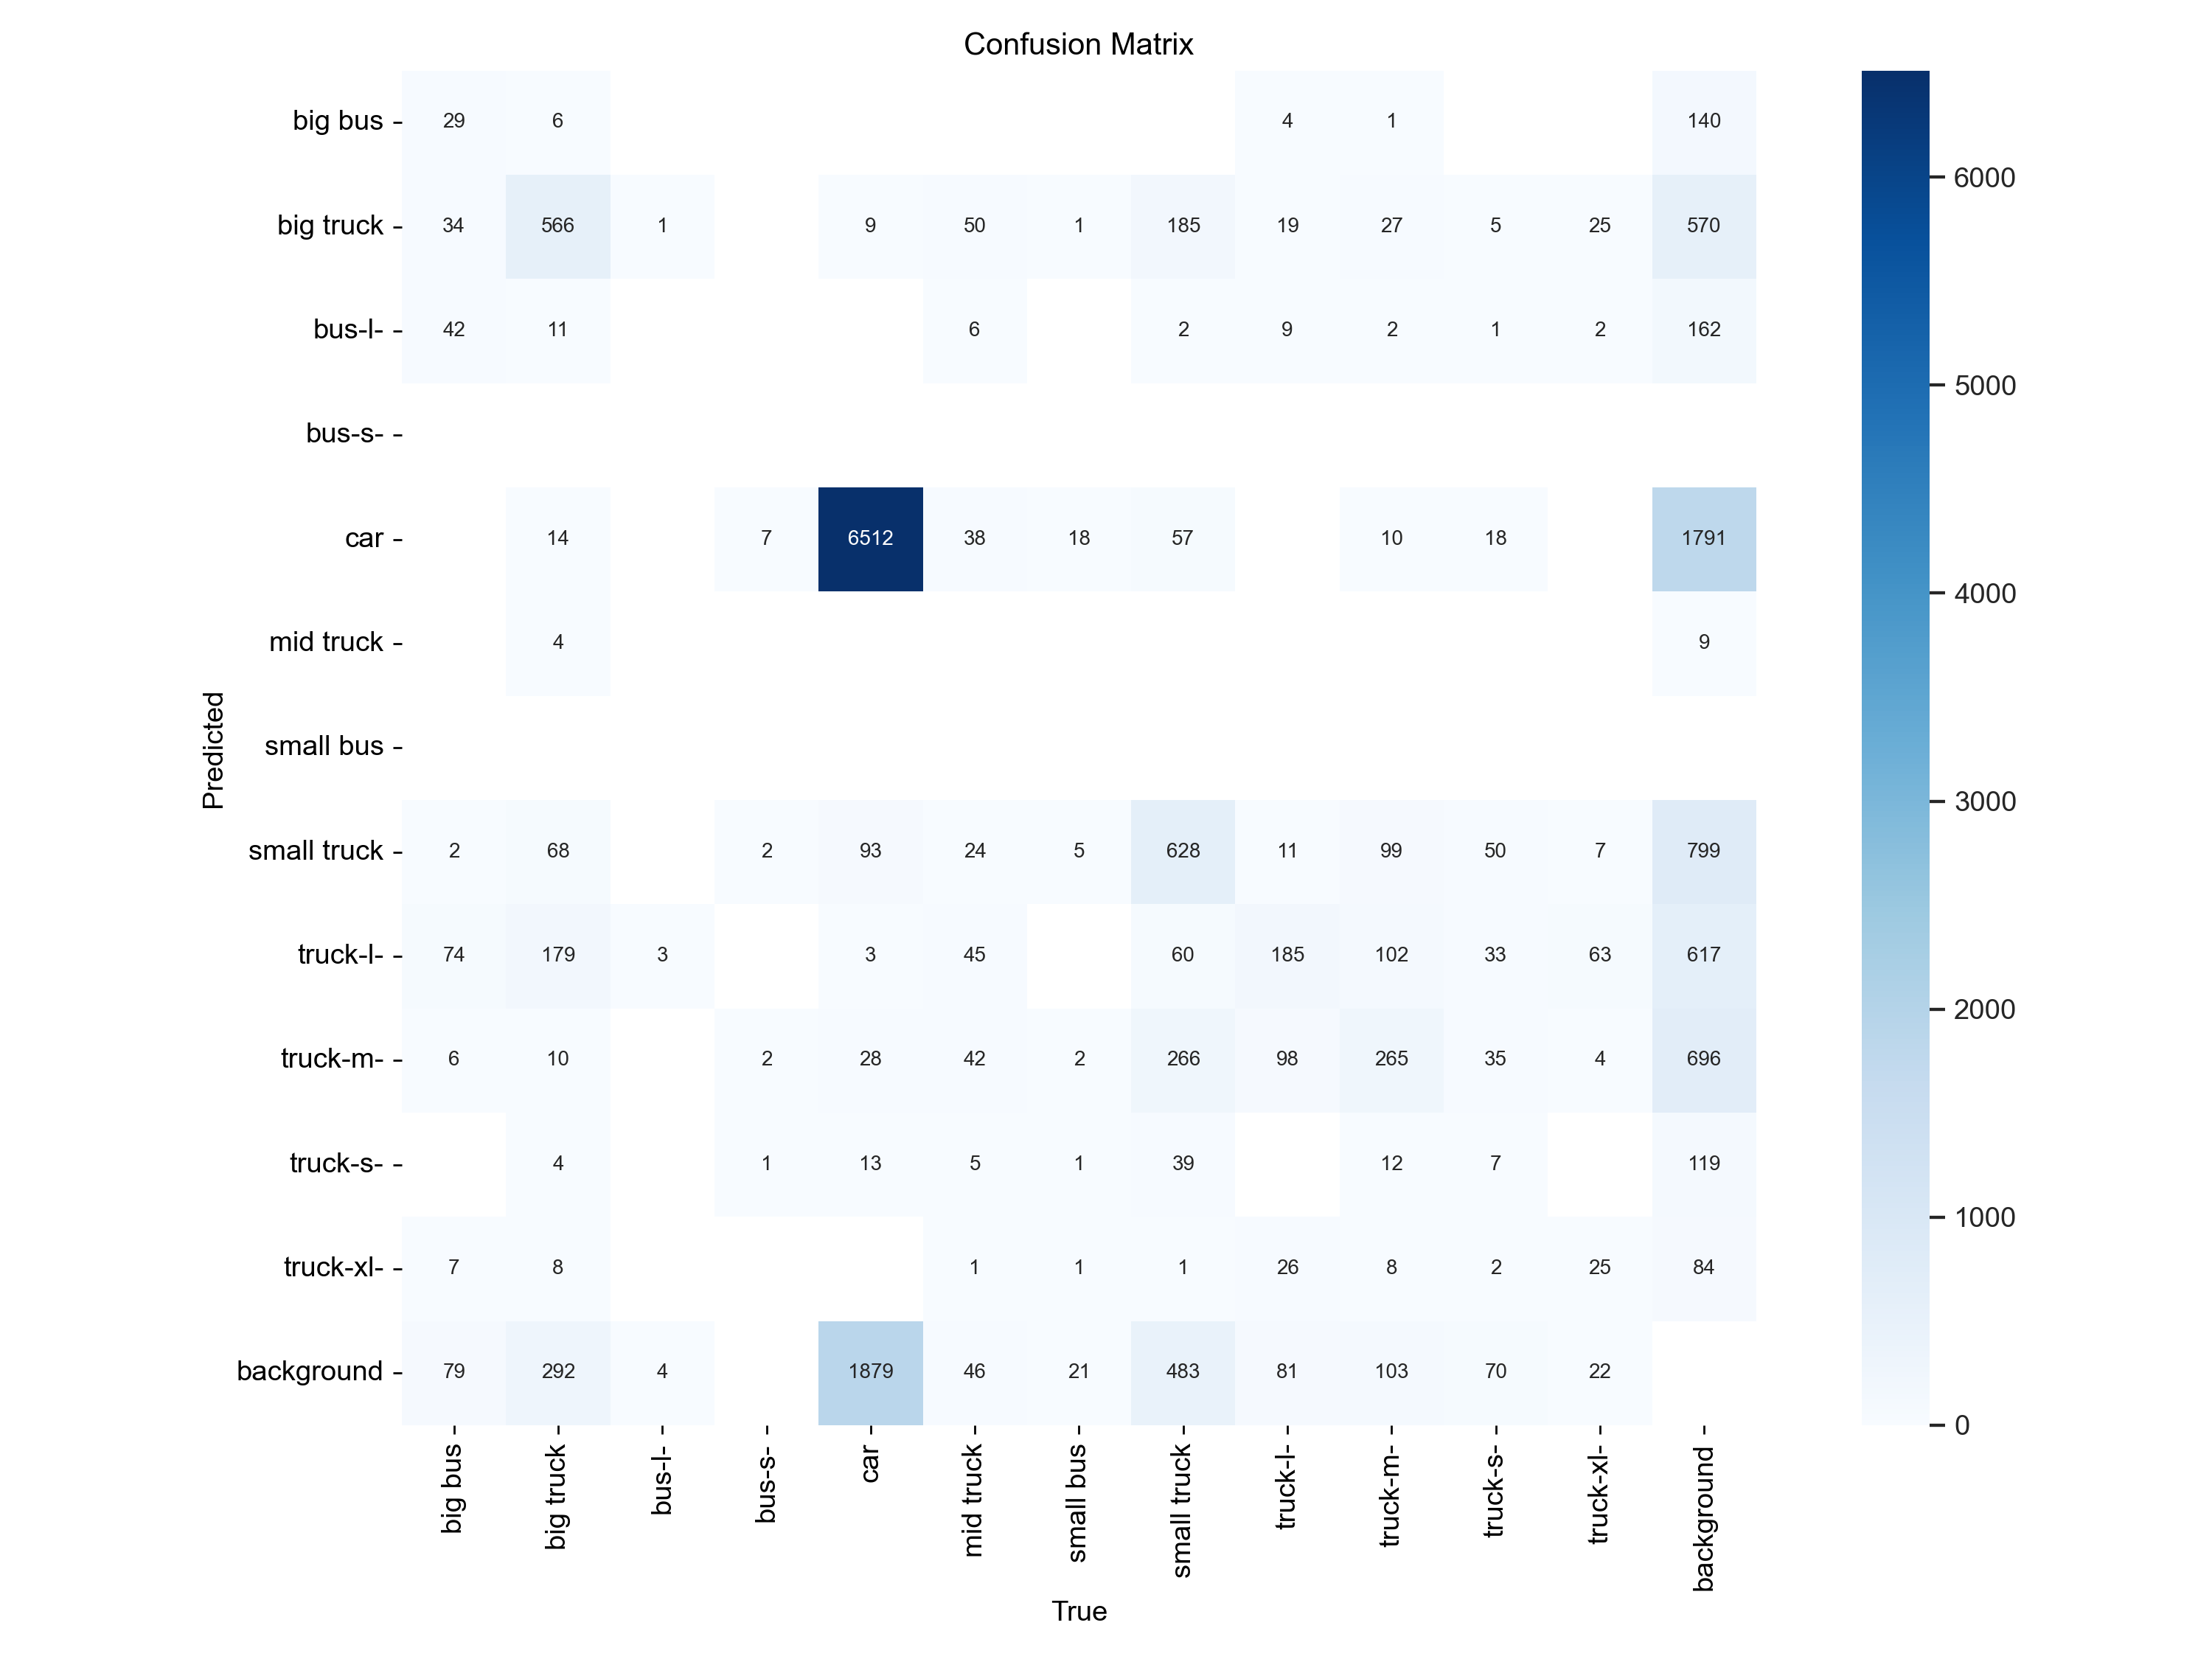 Confusion Matrix
big bus 29 6 4 1 140
big truck 34 566 1 9 50 1 185 19 27 5 25 570
bus-l- 42 11 6 2 9 2 1 2 162
bus-s-
car 14 7 6512 38 18 57 10 18 1791
mid truck 4 9
small bus
small truck 2 68 2 93 24 5 628 11 99 50 7 799
truck-l- 74 179 3 3 45 60 185 102 33 63 617
truck-m- 6 10 2 28 42 2 266 98 265 35 4 696
truck-s- 4 1 13 5 1 39 12 7 119
truck-xl- 7 8 1 1 1 26 8 2 25 84
background 79 292 4 1879 46 21 483 81 103 70 22
Predicted
big bus big truck bus-l- bus-s- car mid truck small bus small truck truck-l- truck-m- truck-s- truck-xl- background
True
6000
5000
4000
3000
2000
1000
0